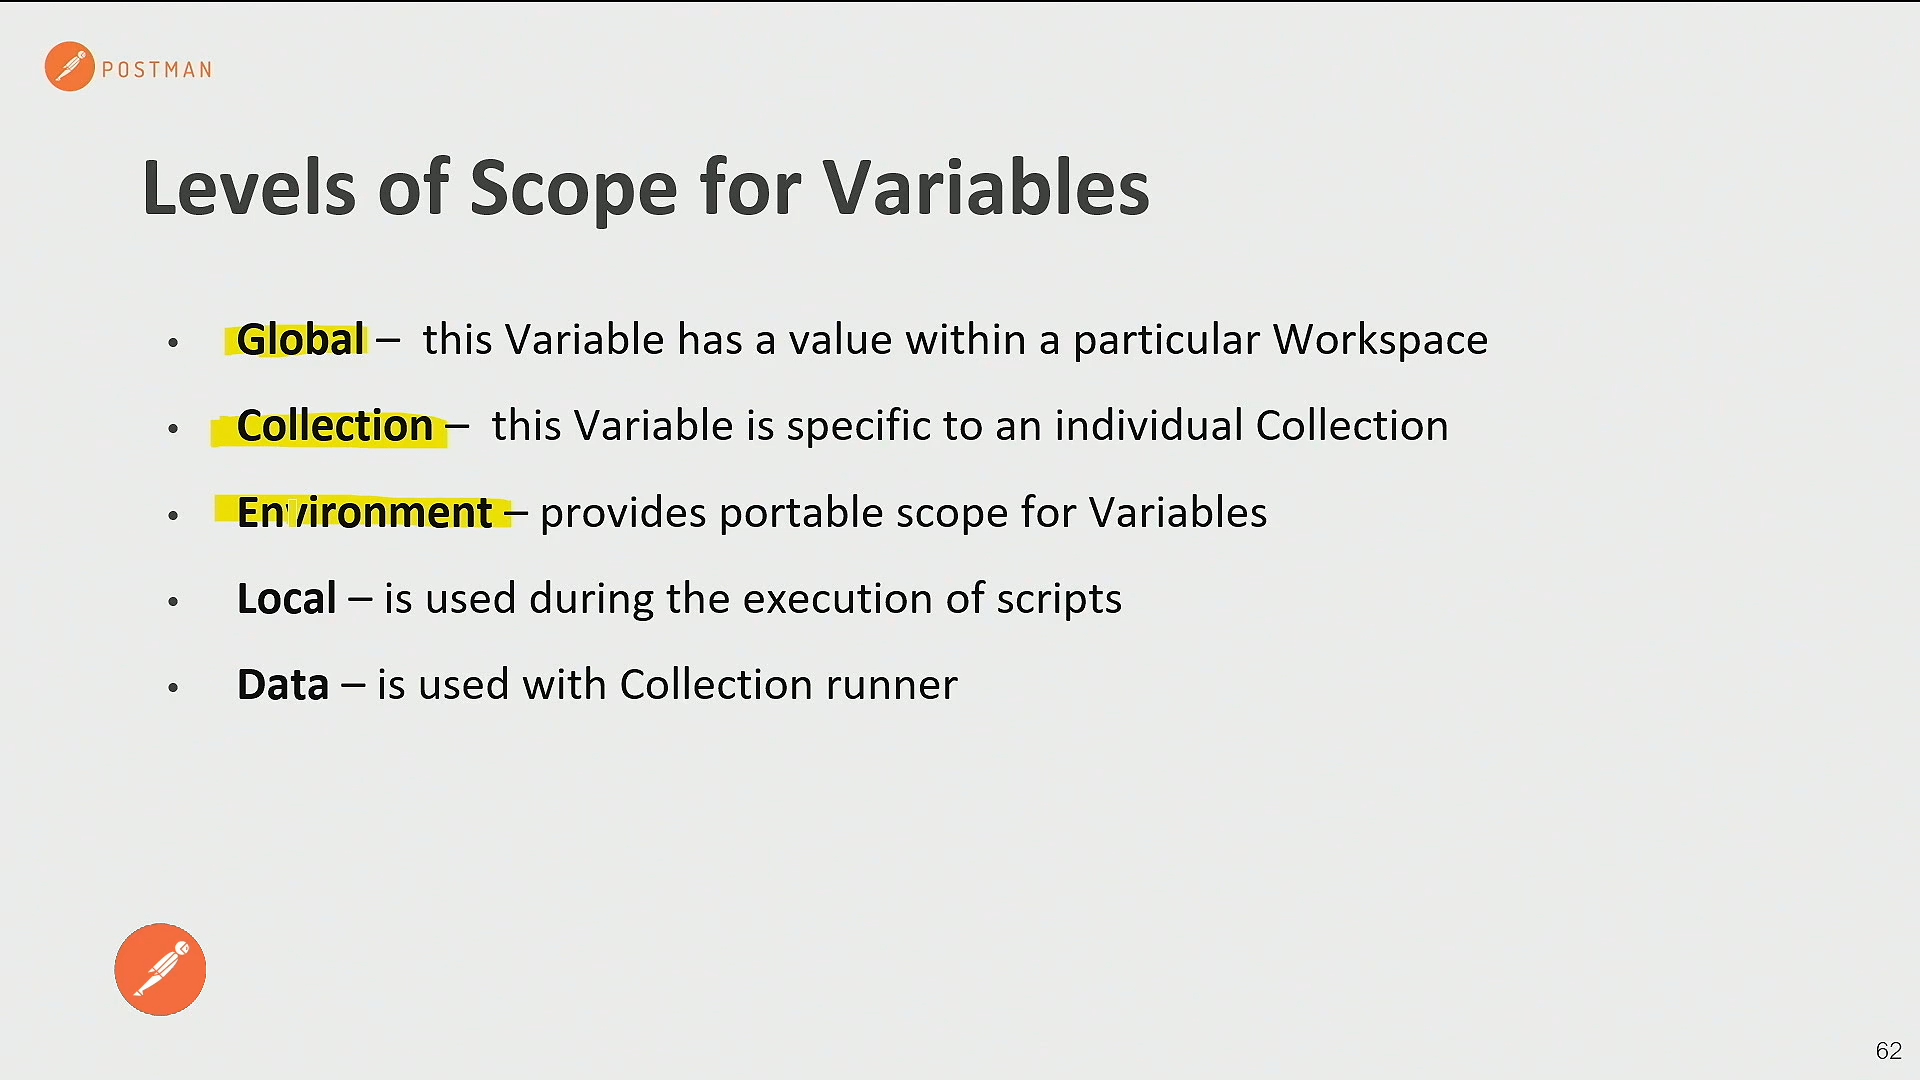 POSTMAN
Levels of Scope for Variables
• Global – this Variable has a value within a particular Workspace
• Collection – this Variable is specific to an individual Collection
• Environment – provides portable scope for Variables
• Local – is used during the execution of scripts
• Data – is used with Collection runner
62